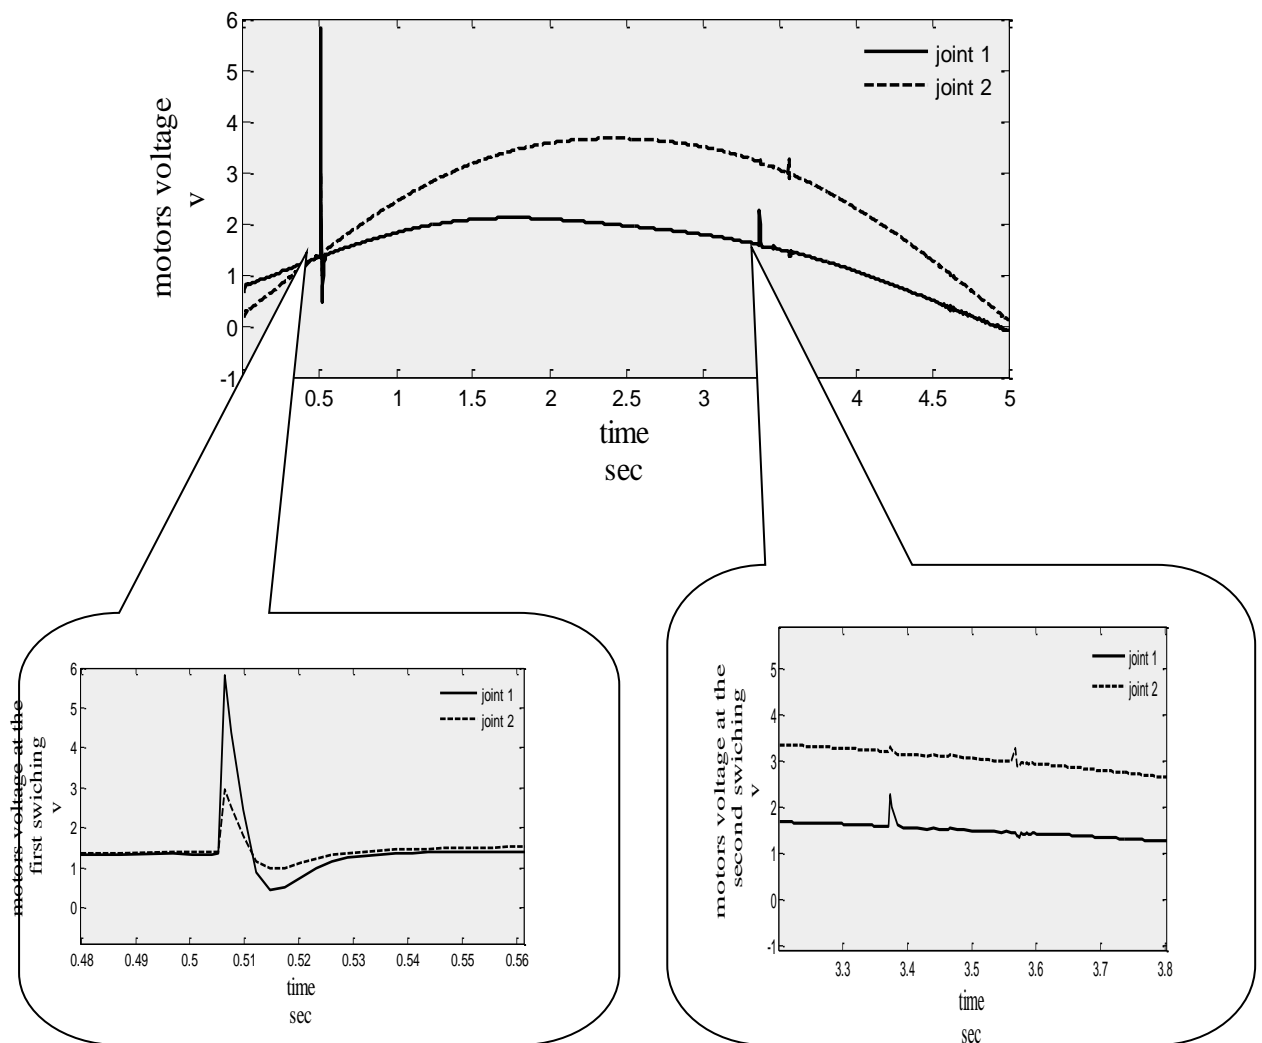 motors voltage
v
6
5
4
3
2
1
0
-1
joint 1
joint 2
0.5 1 1.5 2 2.5 3 4 4.5 5
time
sec
motors voltage at the
first swiching
v
6
5
4
3
2
1
0
joint 1
joint 2
0.48 0.49 0.5 0.51 0.52 0.53 0.54 0.55 0.56
time
sec
motors voltage at the
second swiching
v
5
4
3
2
1
0
-1
joint 1
joint 2
3.3 3.4 3.5 3.6 3.7 3.8
time
sec